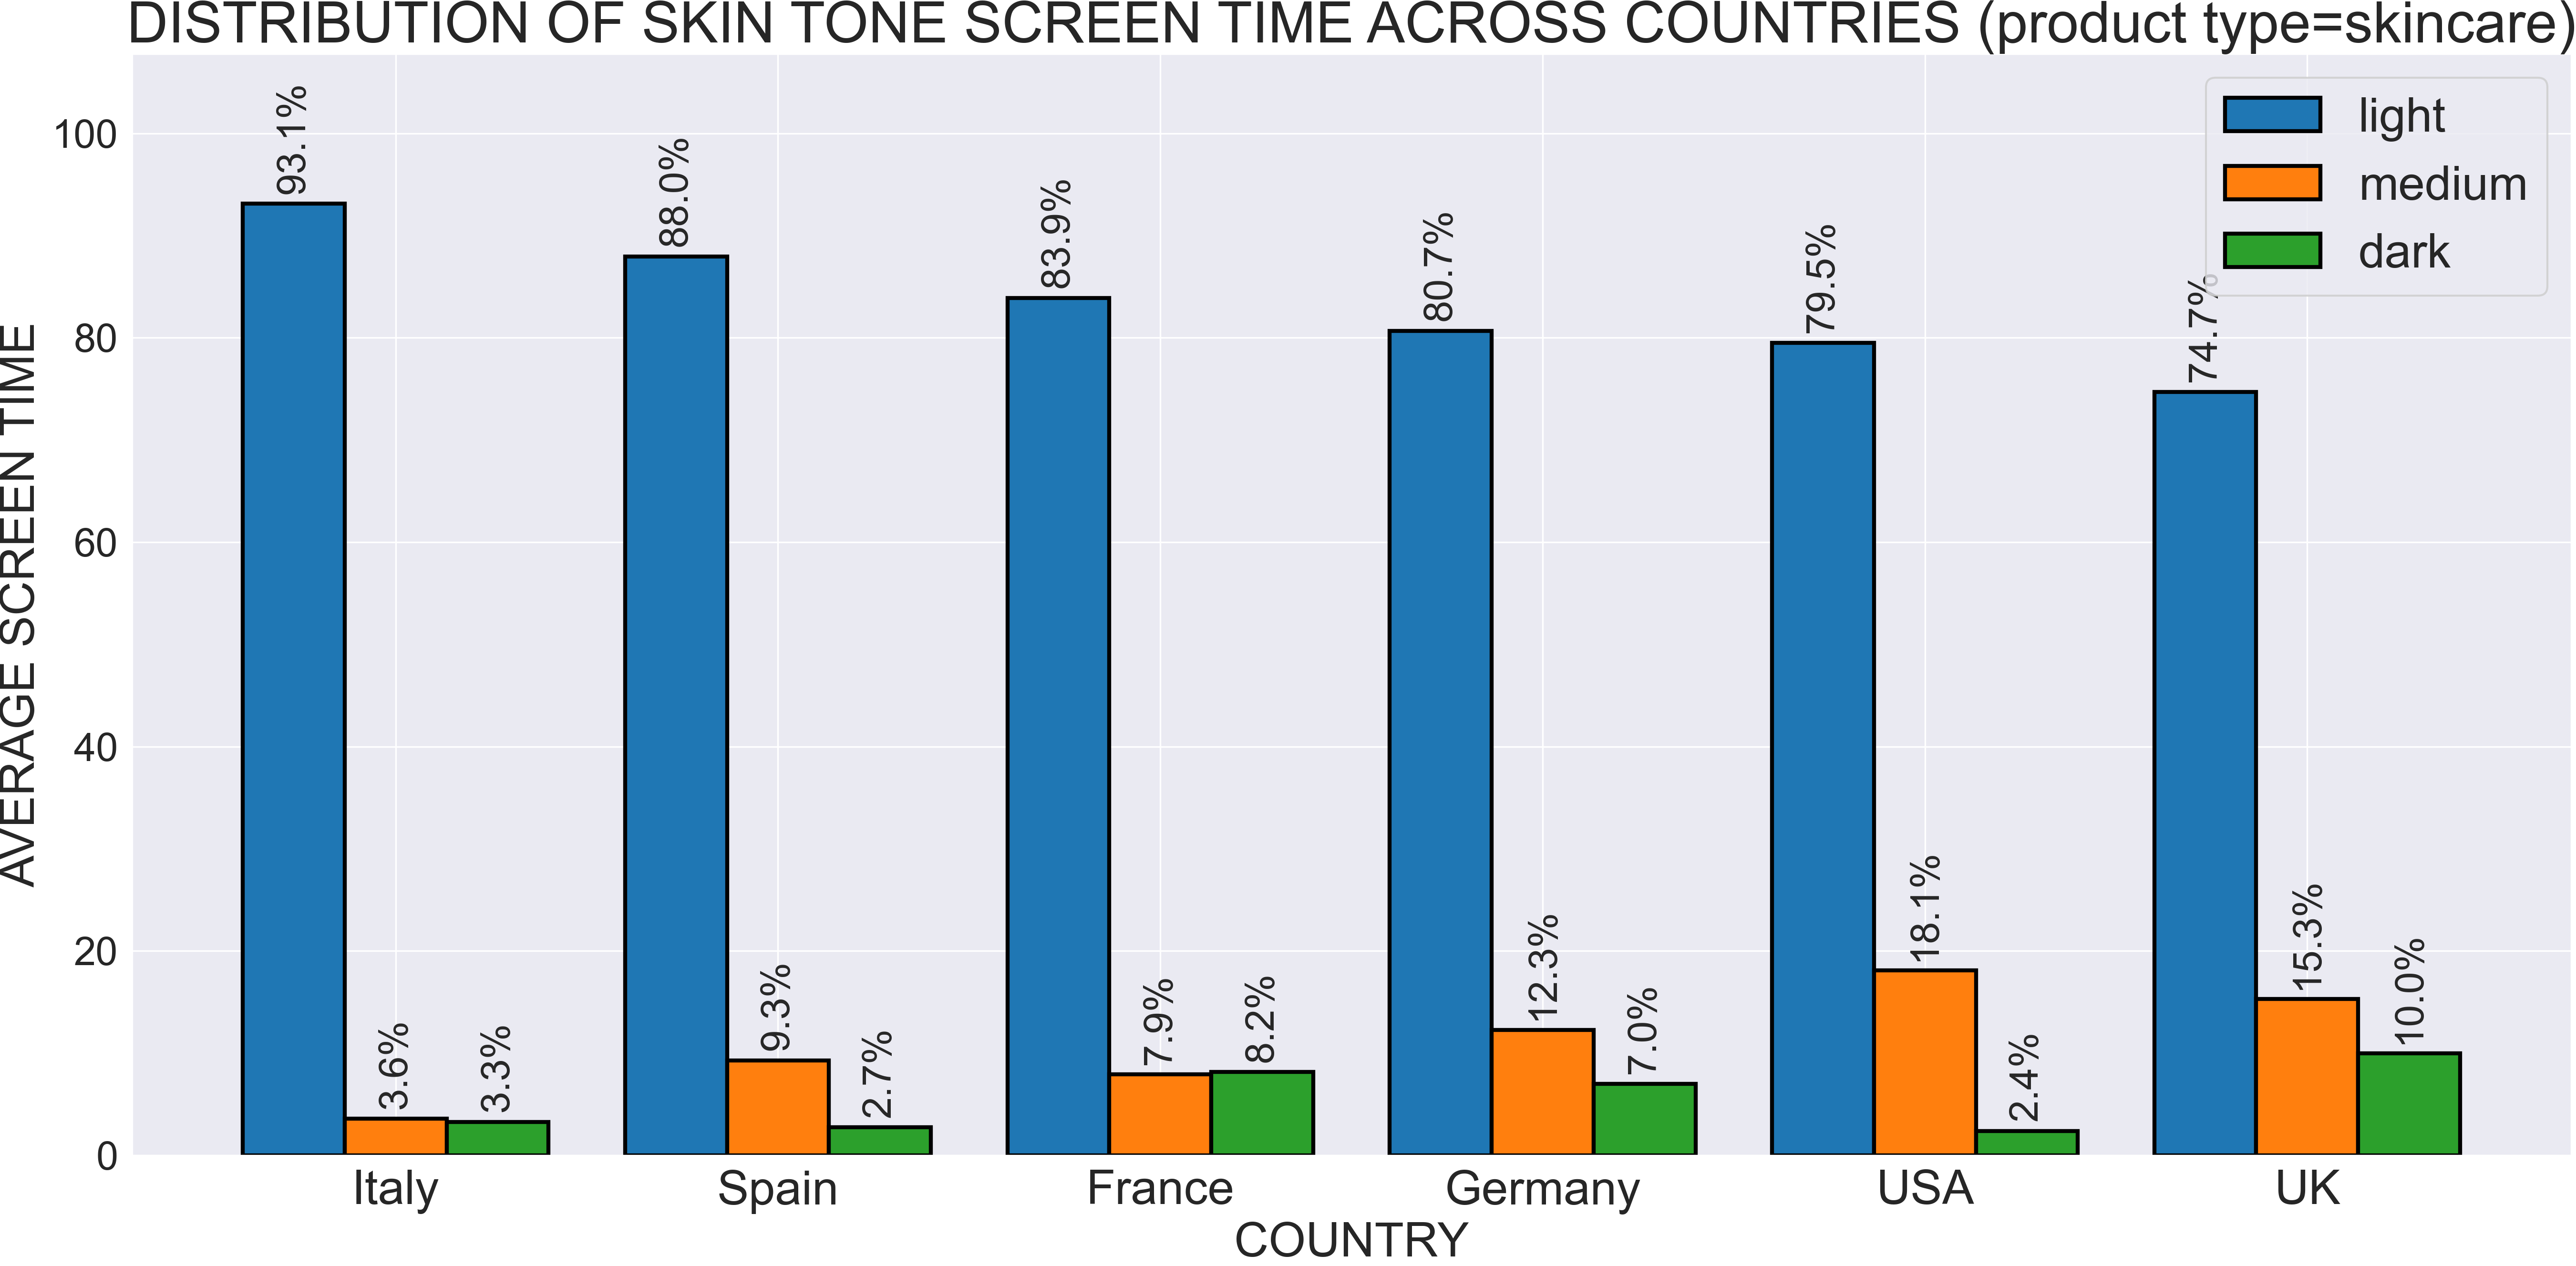 DISTRIBUTION OF SKIN TONE SCREEN TIME ACROSS COUNTRIES (product type=skincare)
light
medium
dark
AVERAGE SCREEN TIME
100
80
60
40
20
0
93.1%
3.6%
3.3%
88.0%
9.3%
2.7%
83.9%
7.9%
8.2%
80.7%
12.3%
7.0%
79.5%
18.1%
2.4%
74.7%
15.3%
10.0%
Italy
Spain
France
Germany
USA
UK
COUNTRY